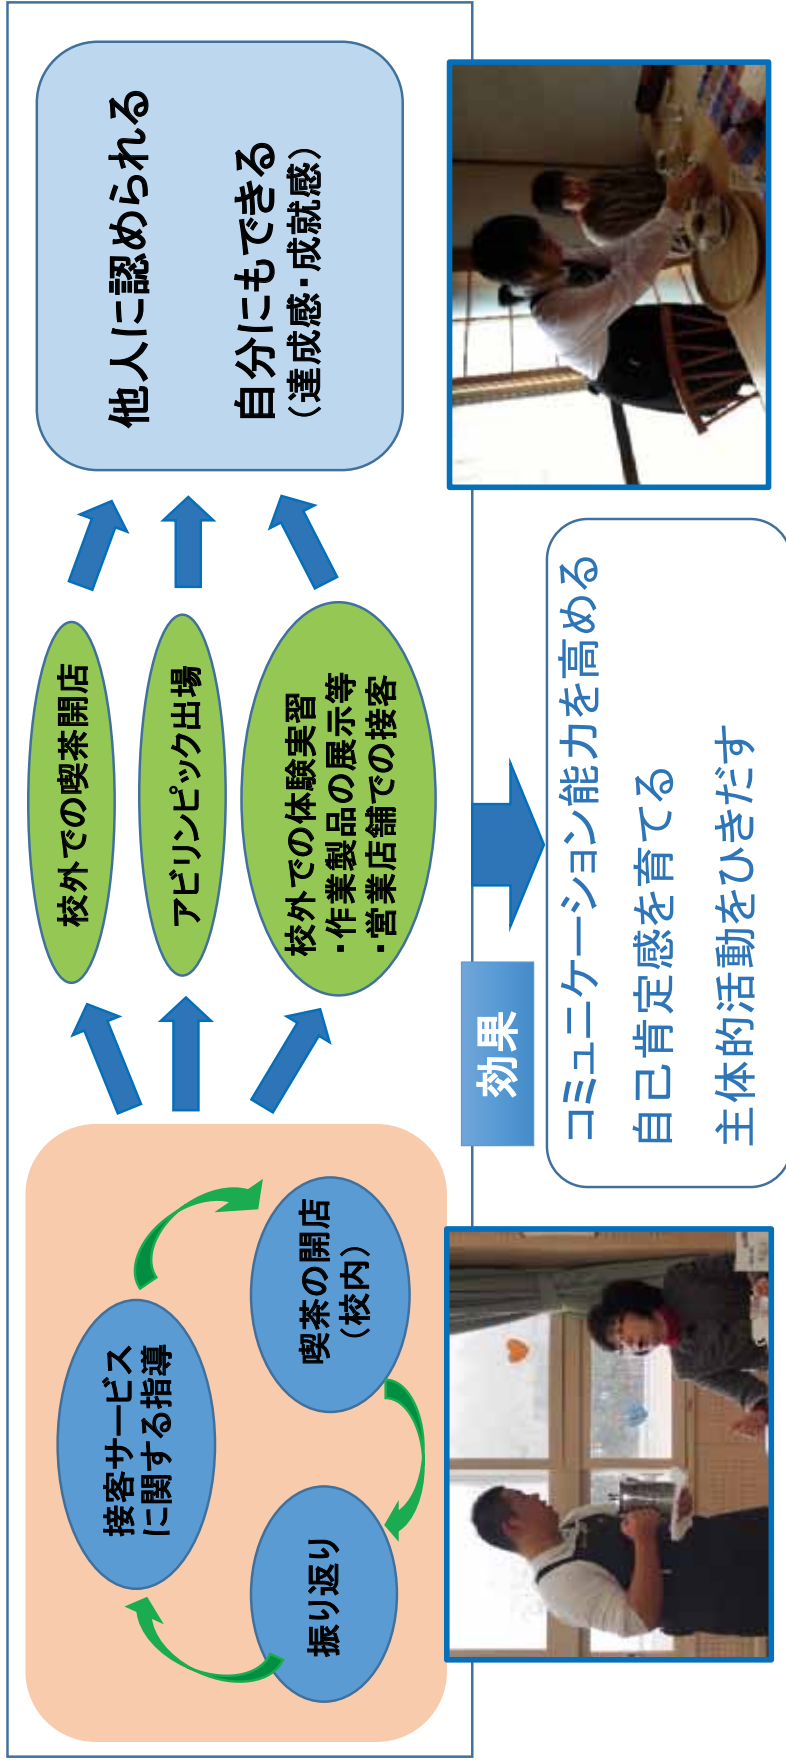 接客サービス
に関する指導
喫茶の開店
（校内）
振り返り
校外での喫茶開店
アビリンピック出場
校外での体験実習
・作業製品の展示等
・営業店舗での接客
他人に認められる
自分にもできる
（達成感・成就感）
効果
コミュニケーション能力を高める
自己肯定感を育てる
主体的活動をひきだす